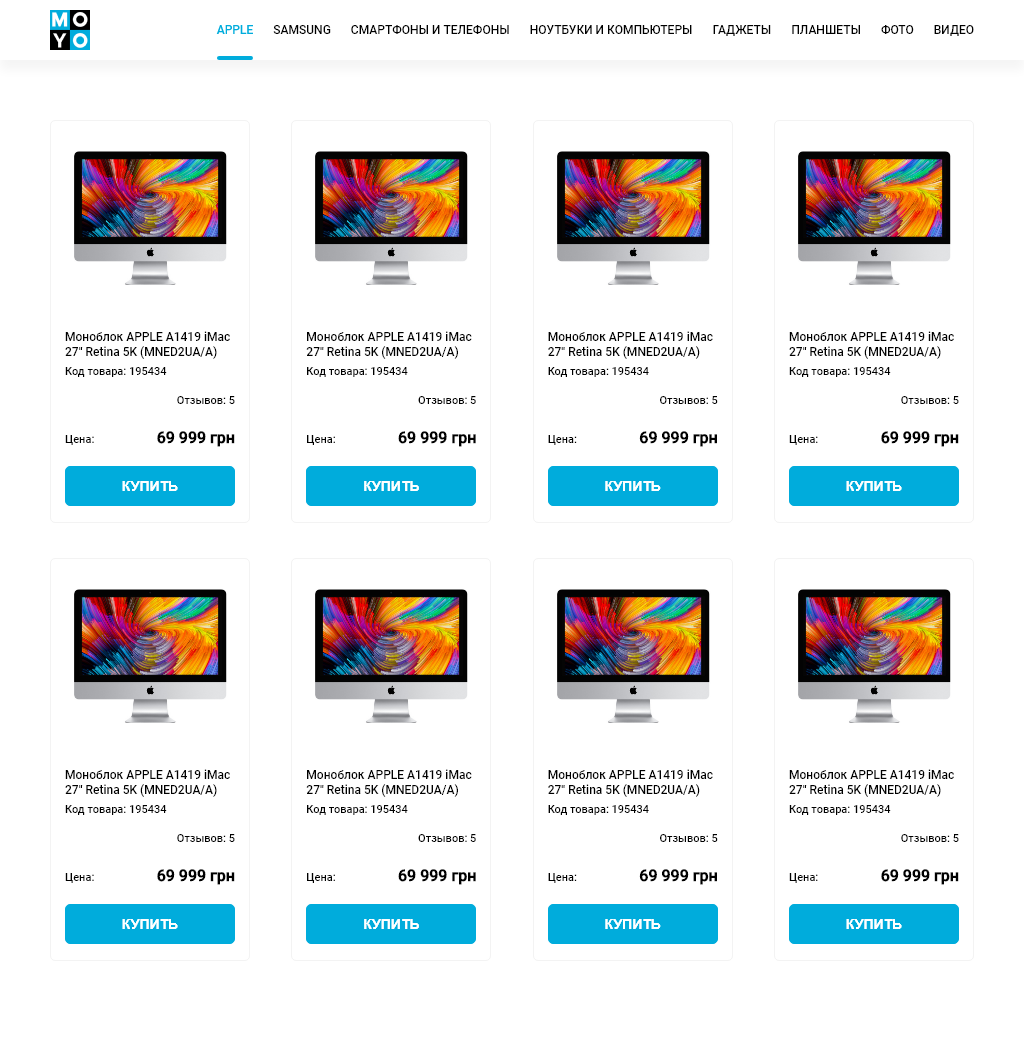 MO
YO
APPLE SAMSUNG СМАРТФОНЫ И ТЕЛЕФОНЫ НОУТБУКИ И КОМПЬЮТЕРЫ ГАДЖЕТЫ ПЛАНШЕТЫ ФОТО ВИДЕО
Моноблок APPLE A1419 iMac
27" Retina 5K (MNED2UA/A)
Код товара: 195434
Отзывов: 5
Цена: 69 999 грн
КУПИТЬ
Моноблок APPLE A1419 iMac
27" Retina 5K (MNED2UA/A)
Код товара: 195434
Отзывов: 5
Цена: 69 999 грн
КУПИТЬ
Моноблок APPLE A1419 iMac
27" Retina 5K (MNED2UA/A)
Код товара: 195434
Отзывов: 5
Цена: 69 999 грн
КУПИТЬ
Моноблок APPLE A1419 iMac
27" Retina 5K (MNED2UA/A)
Код товара: 195434
Отзывов: 5
Цена: 69 999 грн
КУПИТЬ
Моноблок APPLE A1419 iMac
27" Retina 5K (MNED2UA/A)
Код товара: 195434
Отзывов: 5
Цена: 69 999 грн
КУПИТЬ
Моноблок APPLE A1419 iMac
27" Retina 5K (MNED2UA/A)
Код товара: 195434
Отзывов: 5
Цена: 69 999 грн
КУПИТЬ
Моноблок APPLE A1419 iMac
27" Retina 5K (MNED2UA/A)
Код товара: 195434
Отзывов: 5
Цена: 69 999 грн
КУПИТЬ
Моноблок APPLE A1419 iMac
27" Retina 5K (MNED2UA/A)
Код товара: 195434
Отзывов: 5
Цена: 69 999 грн
КУПИТЬ